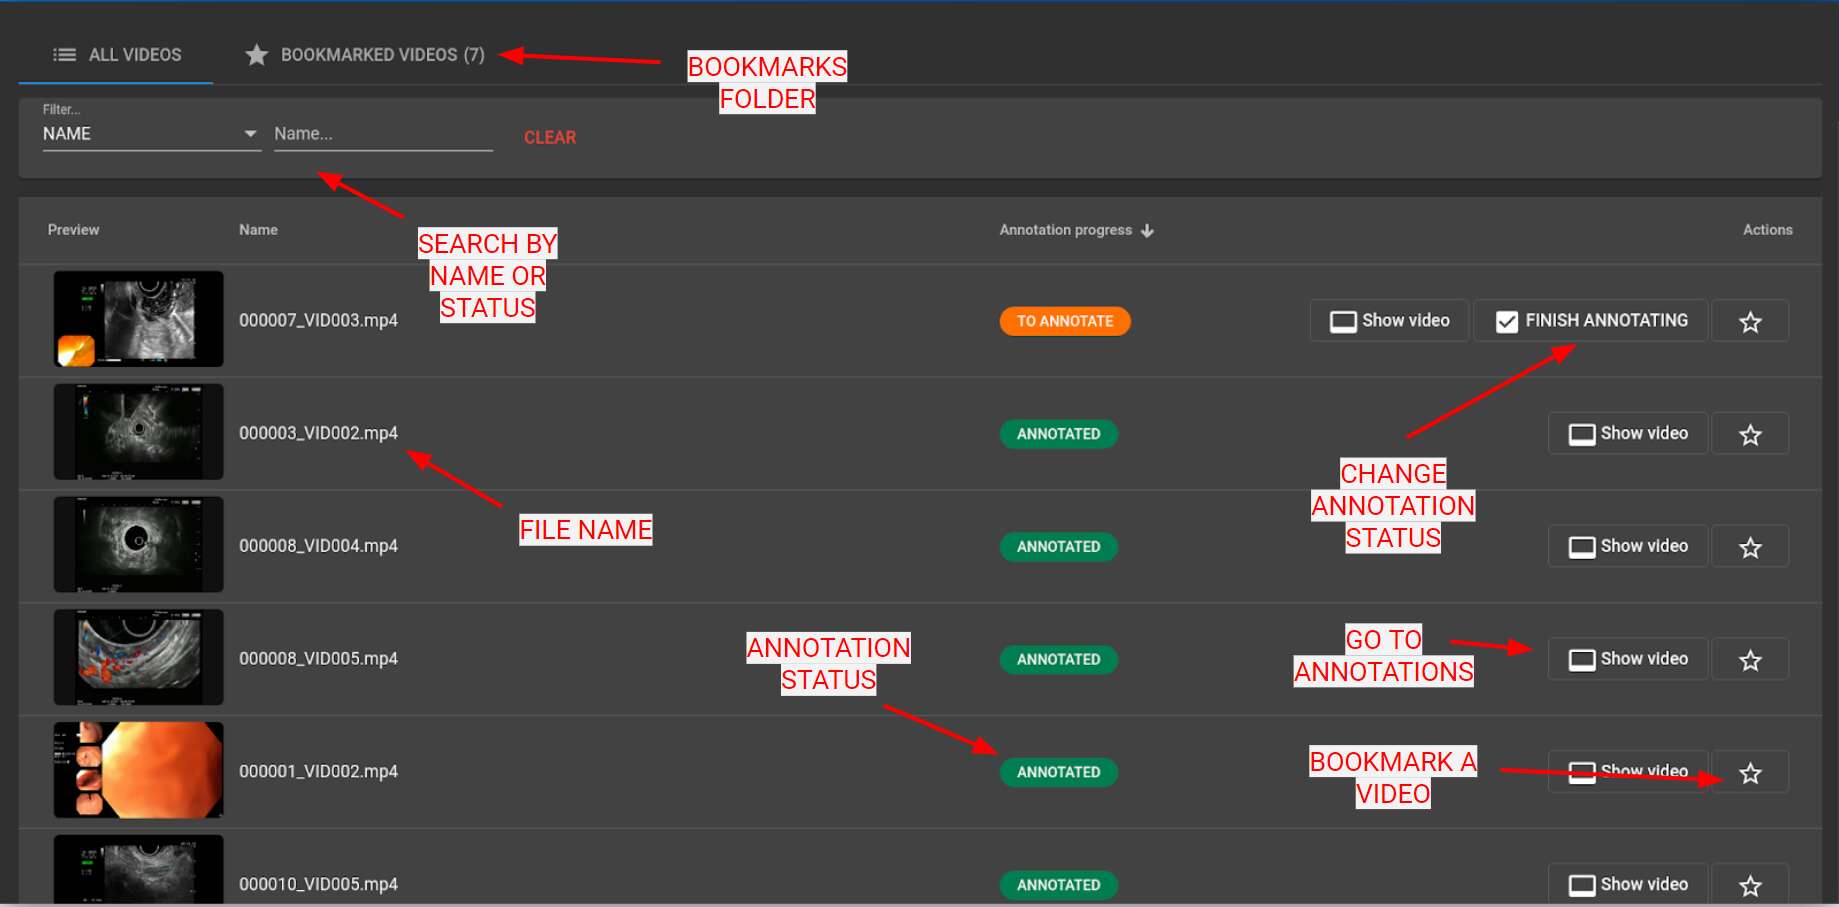 ALL VIDEOS
BOOKMARKED VIDEOS (7)
BOOKMARKS
FOLDER
Filter...
NAME
Name...
CLEAR
SEARCH BY
NAME OR
STATUS
Preview
Name
Annotation progress
Actions
000007_VID003.mp4
TO ANNOTATE
Show video
FINISH ANNOTATING
000003_VID002.mp4
ANNOTATED
Show video
CHANGE
ANNOTATION
STATUS
FILE NAME
000008_VID004.mp4
ANNOTATED
Show video
000008_VID005.mp4
ANNOTATION
STATUS
ANNOTATED
GO TO
ANNOTATIONS
Show video
000001_VID002.mp4
ANNOTATED
BOOKMARK A
VIDEO
Show video
000010_VID005.mp4
ANNOTATED
Show video